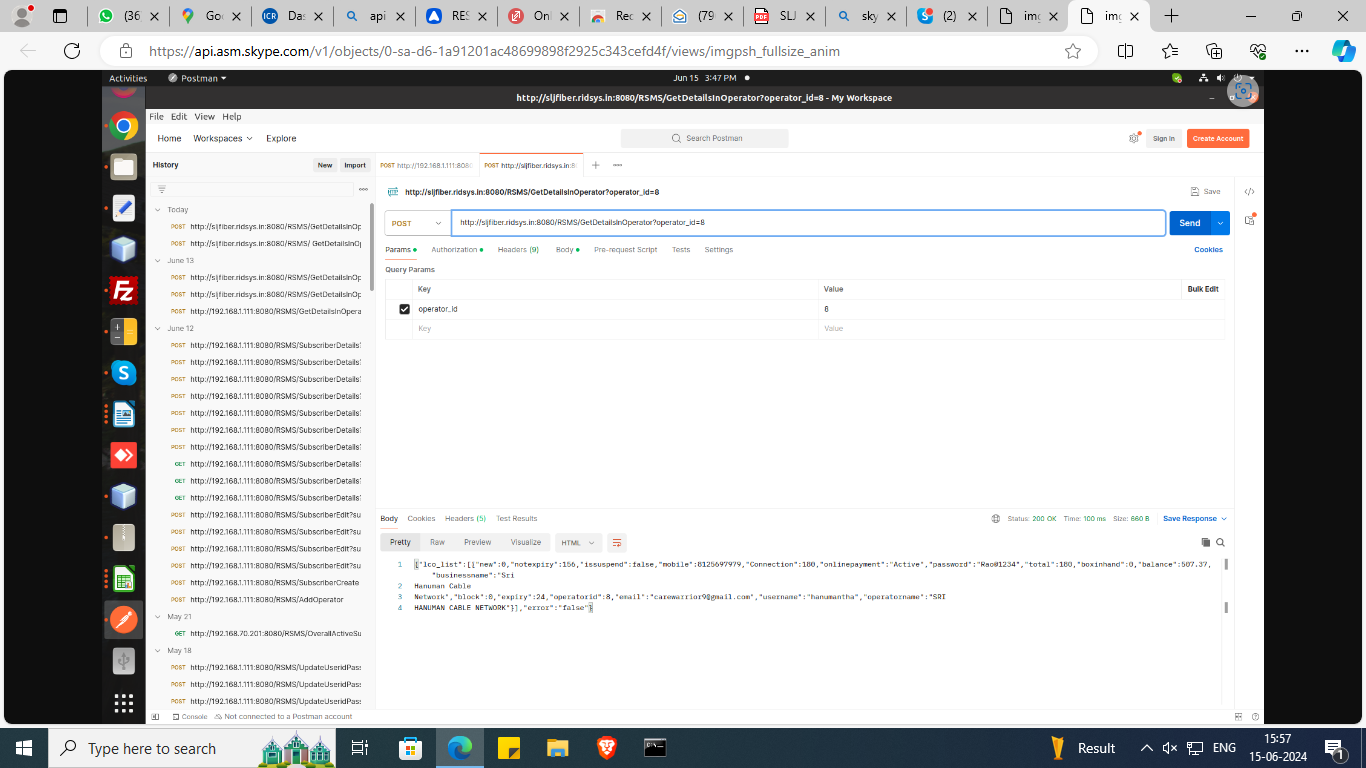 (36
Goo
ICR
Das
api
RES
Onl
Rec
(79
SLJ
sky
(2)
img
img
https://api.asm.skype.com/v1/objects/0-sa-d6-1a91201ac48699898f2925c343cefd4f/views/imgpsh_fullsize_anim
Activities
Postman
Jun 15 3:47 PM
http://sljfiber.ridsys.in:8080/RSMS/GetDetailsInOperator?operator_id=8 - My Workspace
File Edit View Help
Home Workspaces Explore
Search Postman
Sign In
Create Account
History
New
Import
POST http://192.168.1.111:8080
POST http://sljfiber.ridsys.in:8
http://sljfiber.ridsys.in:8080/RSMS/GetDetailsInOperator?operator_id=8
Save
POST
http://sljfiber.ridsys.in:8080/RSMS/GetDetailsInOperator?operator_id=8
Send
Params Authorization Headers (9) Body Pre-request Script Tests Settings
Cookies
Query Params
Key Value Bulk Edit
operator_id 8
Key Value
Today
POST http://sljfiber.ridsys.in:8080/RSMS/GetDetailsInOp
POST http://sljfiber.ridsys.in:8080/RSMS/ GetDetailsInO
June 13
POST http://sljfiber.ridsys.in:8080/RSMS/GetDetailsInOp
POST http://sljfiber.ridsys.in:8080/RSMS/GetDetailsInOp
POST http://192.168.1.111:8080/RSMS/GetDetailsInOpera
June 12
POST http://192.168.1.111:8080/RSMS/SubscriberDetails?
POST http://192.168.1.111:8080/RSMS/SubscriberDetails?
POST http://192.168.1.111:8080/RSMS/SubscriberDetails?
POST http://192.168.1.111:8080/RSMS/SubscriberDetails?
POST http://192.168.1.111:8080/RSMS/SubscriberDetails?
POST http://192.168.1.111:8080/RSMS/SubscriberDetails?
POST http://192.168.1.111:8080/RSMS/SubscriberDetails?
GET http://192.168.1.111:8080/RSMS/SubscriberDetails?
GET http://192.168.1.111:8080/RSMS/SubscriberDetails?
GET http://192.168.1.111:8080/RSMS/SubscriberDetails?
POST http://192.168.1.111:8080/RSMS/SubscriberEdit?su
POST http://192.168.1.111:8080/RSMS/SubscriberEdit?su
POST http://192.168.1.111:8080/RSMS/SubscriberEdit?su
POST http://192.168.1.111:8080/RSMS/SubscriberEdit?su
POST http://192.168.1.111:8080/RSMS/SubscriberCreate
POST http://192.168.1.111:8080/RSMS/AddOperator
May 21
GET http://192.168.70.201:8080/RSMS/OverallActiveSu
May 18
POST http://192.168.1.111:8080/RSMS/UpdateUseridPass
POST http://192.168.1.111:8080/RSMS/UpdateUseridPass
POST http://192.168.1.111:8080/RSMS/UpdateUseridPass
Body Cookies Headers (5) Test Results
Status: 200 OK Time: 100 ms Size: 660 B
Save Response
Pretty Raw Preview Visualize HTML
1 {"lco_list":[{"new":0,"notexpiry":156,"issuspend":false,"mobile":8125697979,"Connection":180,"onlinepayment":"Active","password":"Rao@1234","total":180,"boxinhand":0,"balance":507.37,
"businessname":"Sri
2 Hanuman Cable
3 Network","block":0,"expiry":24,"operatorid":8,"email":"carewarrior9@gmail.com","username":"hanumantha","operatorname":"SRI
4 HANUMAN CABLE NETWORK"}],"error":"false"}
Console
Not connected to a Postman account
Type here to search
Result
ENG
15:57
15-06-2024
1